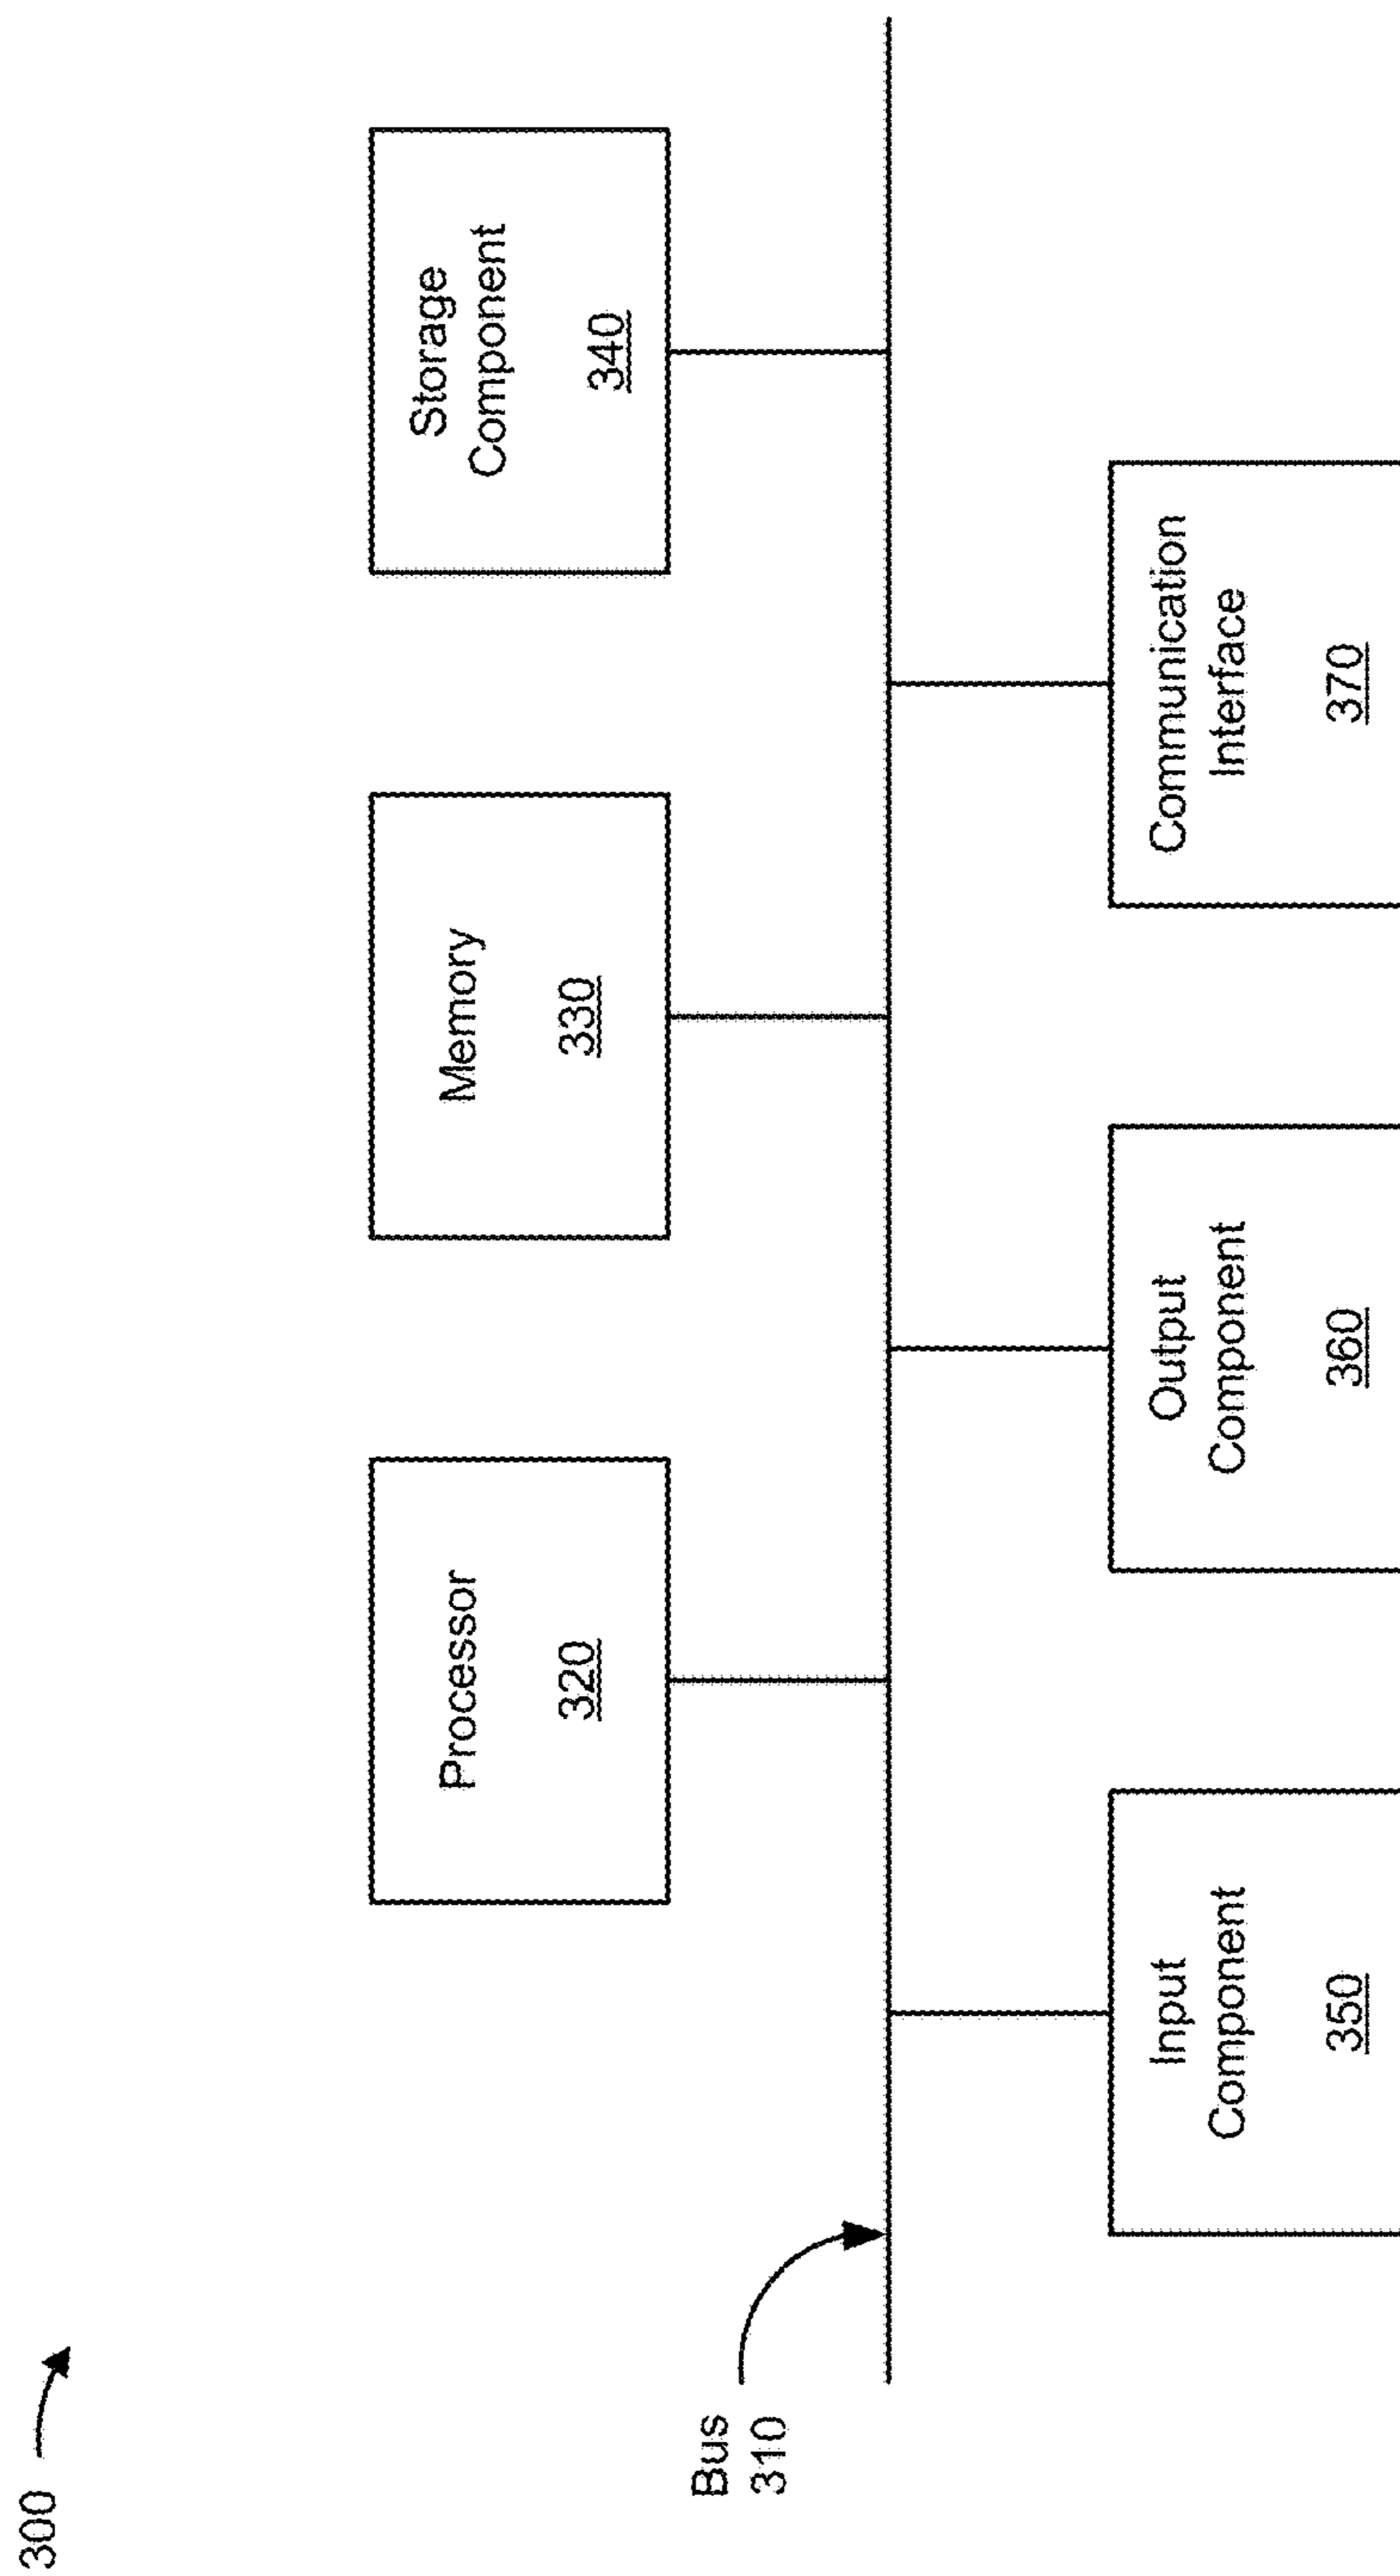 300
Processor
320
Memory
330
Storage
Component
340
Bus
310
Input
Component
350
Output
Component
360
Communication
Interface
370